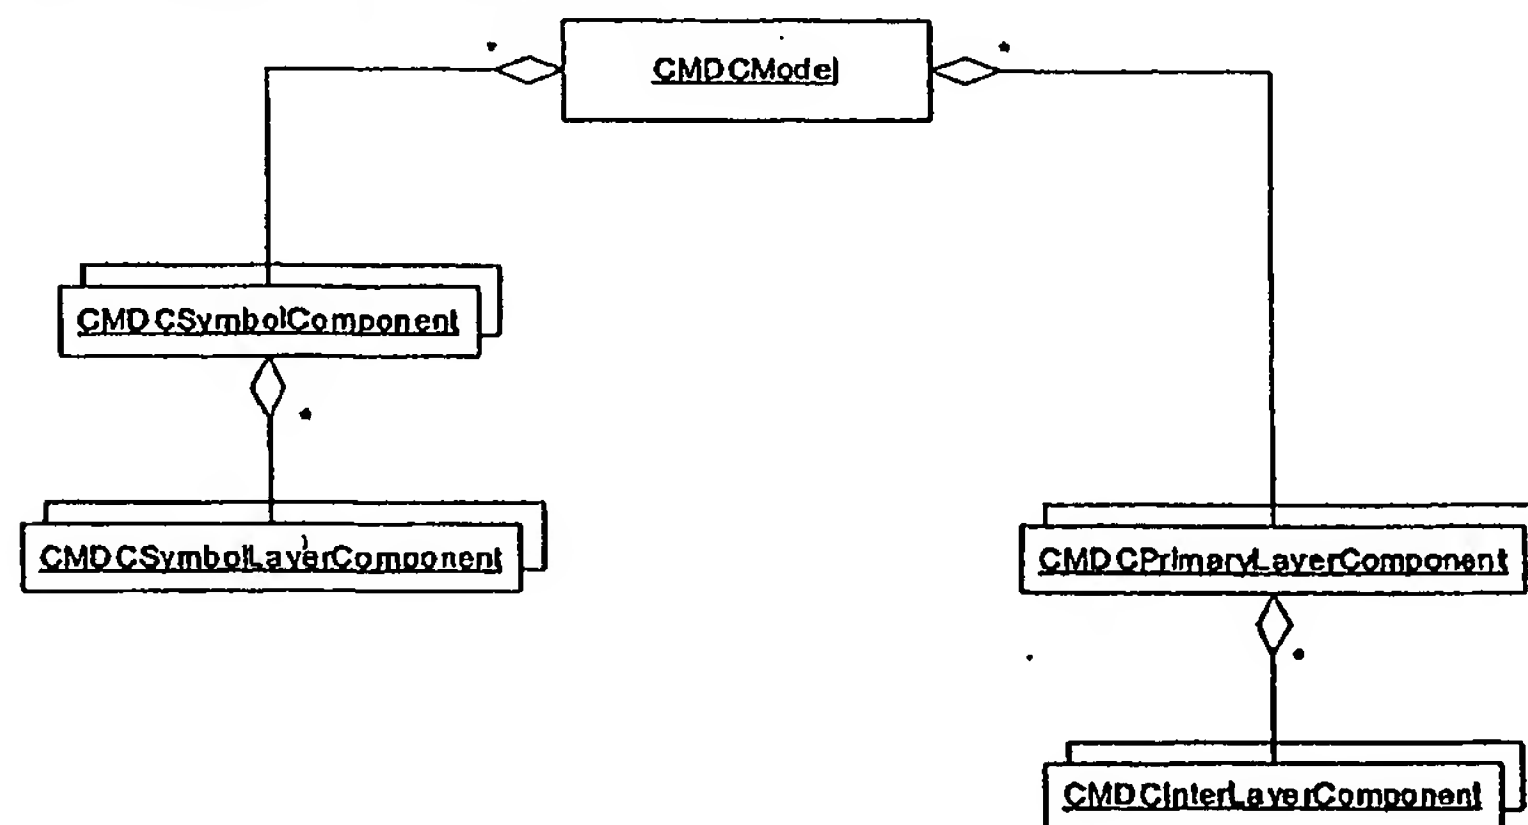 CMDCModel
CMDCSymbolComponent
CMDCSymbolLayerComponent
CMDCPrimaryLayerComponent
CMDCInterLayerComponent